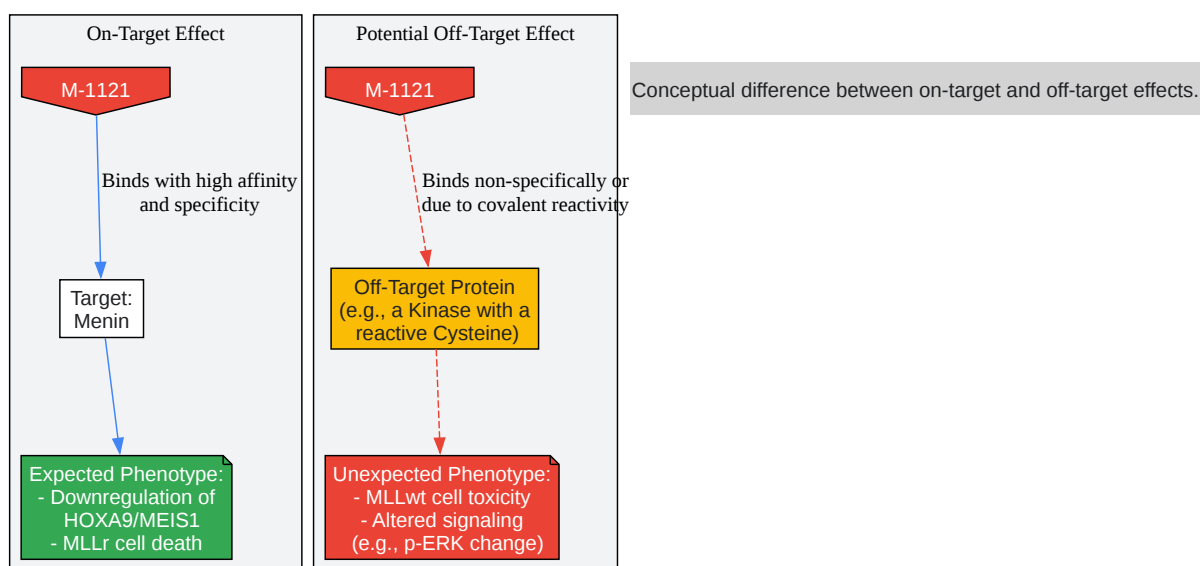 On-Target Effect
M-1121
Binds with high affinity
and specificity
Target:
Menin
Expected Phenotype:
- Downregulation of
HOXA9/MEIS1
- MLLr cell death
Potential Off-Target Effect
M-1121
Binds non-specifically or
due to covalent reactivity
Off-Target Protein
(e.g., a Kinase with a
reactive Cysteine)
Unexpected Phenotype:
- MLLwt cell toxicity
- Altered signaling
(e.g., p-ERK change)
Conceptual difference between on-target and off-target effects.